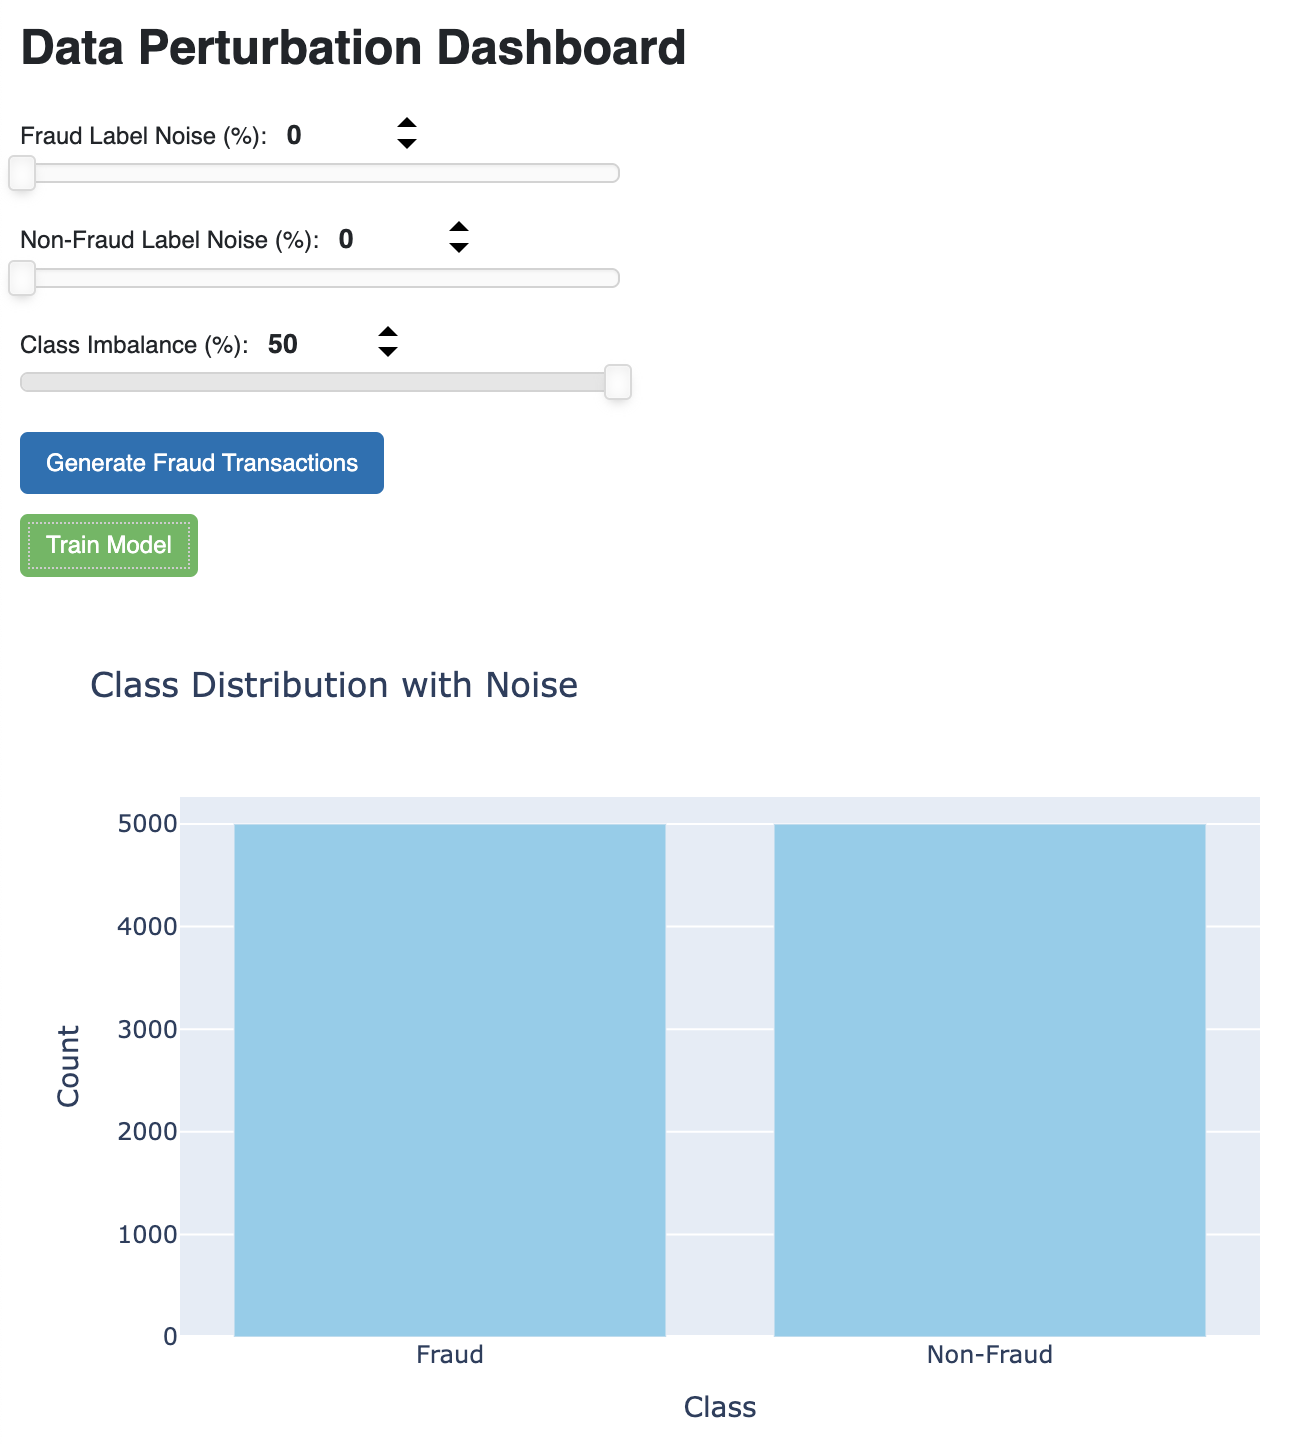 Data Perturbation Dashboard
Fraud Label Noise (%): 0
Non-Fraud Label Noise (%): 0
Class Imbalance (%): 50
Generate Fraud Transactions
Train Model
Class Distribution with Noise
5000
4000
3000
2000
1000
0
Count
Fraud Non-Fraud
Class